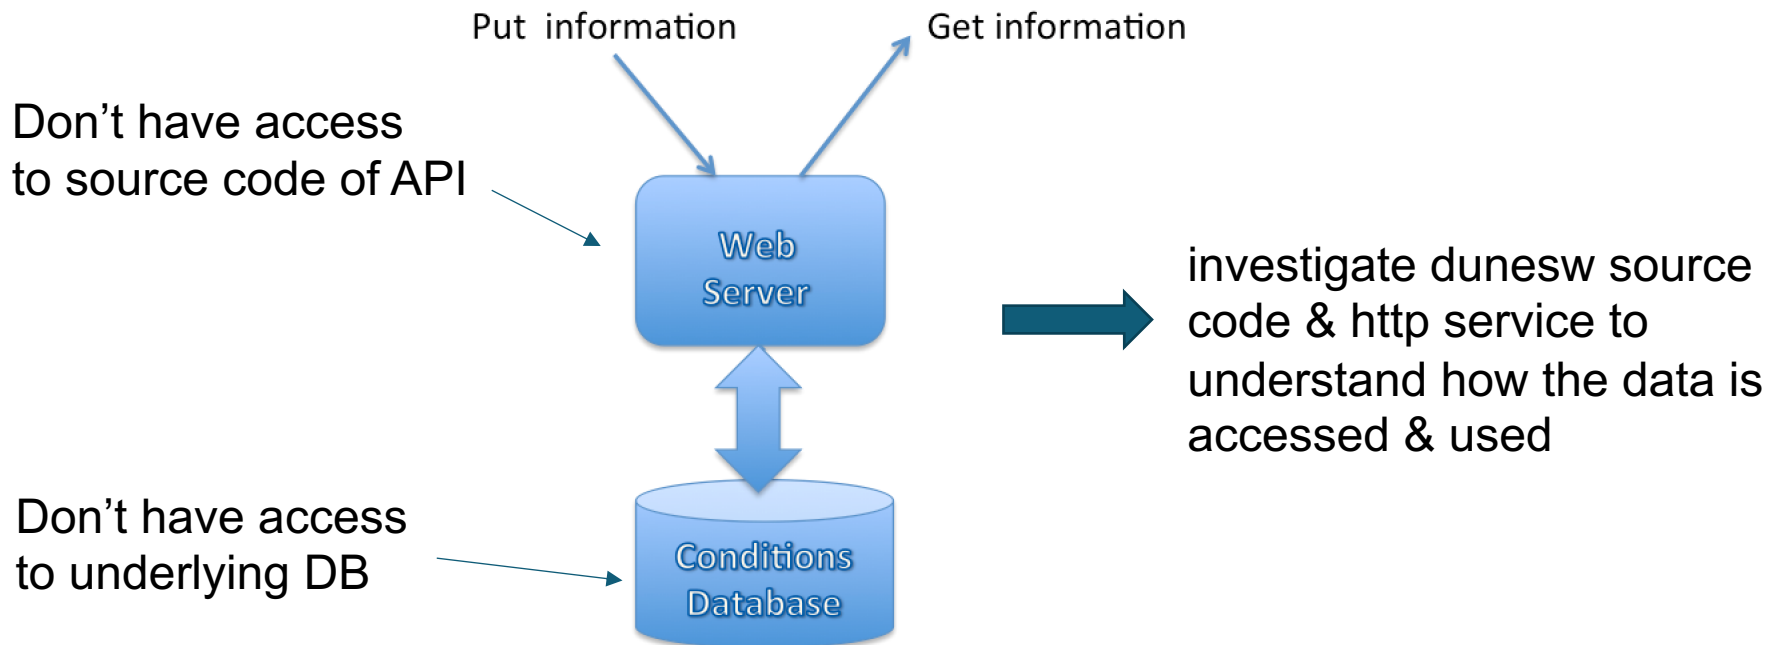 Put information
Get information
Don’t have access
to source code of API
Web
Server
investigate dunesw source
code & http service to
understand how the data is
accessed & used
Don’t have access
to underlying DB
Conditions
Database